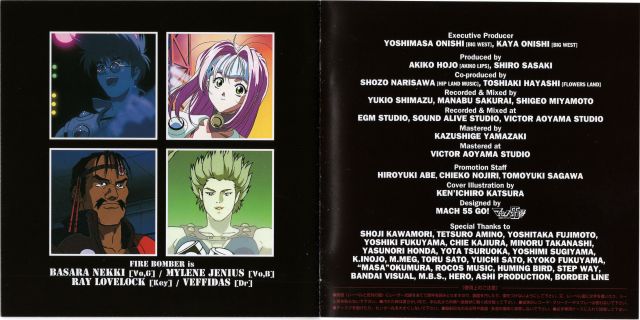 FIRE BOMBER is
BASARA NEKKI [Vo,G] / MYLENE JENIUS [Vo,B]
RAY LOVELOCK [Key] / VEFFIDAS [Dr]
Executive Producer
YOSHIMASA ONISHI [BIG WEST], KAYA ONISHI [BIG WEST]
Produced by
AKIKO HOJO [AKINO LIPS], SHIRO SASAKI
Co-produced by
SHOZO NARISAWA [HIP LAND MUSIC], TOSHIAKI HAYASHI [FLOWERS LAND]
Recorded & Mixed by
YUKIO SHIMAZU, MANABU SAKURAI, SHIGEO MIYAMOTO
Recorded & Mixed at
EGM STUDIO, SOUND ALIVE STUDIO, VICTOR AOYAMA STUDIO
Mastered by
KAZUSHIGE YAMAZAKI
Mastered at
VICTOR AOYAMA STUDIO
Promotion Staff
HIROYUKI ABE, CHIEKO NOJIRI, TOMOYUKI SAGAWA
Cover Illustration by
KEN'ICHIRO KATSURA
Designed by
MACH 55 GO!
Special Thanks to
SHOJI KAWAMORI, TETSURO AMINO, YOSHITAKA FUJIMOTO,
YOSHIKI FUKUYAMA, CHIE KAJIURA, MINORU TAKANASHI,
YASUNORI HONDA, YOTA TSURUOKA, YOSHIMI SUGIYAMA,
K.INOJO, M.MEG, TORU SATO, YUICHI SATO, KYOKO FUKUYAMA,
"MASA"OKUMURA, ROCOS MUSIC, HUMING BIRD, STEP WAY,
BANDAI VISUAL, M.B.S., HERO, ASHI PRODUCTION, BORDER LINE